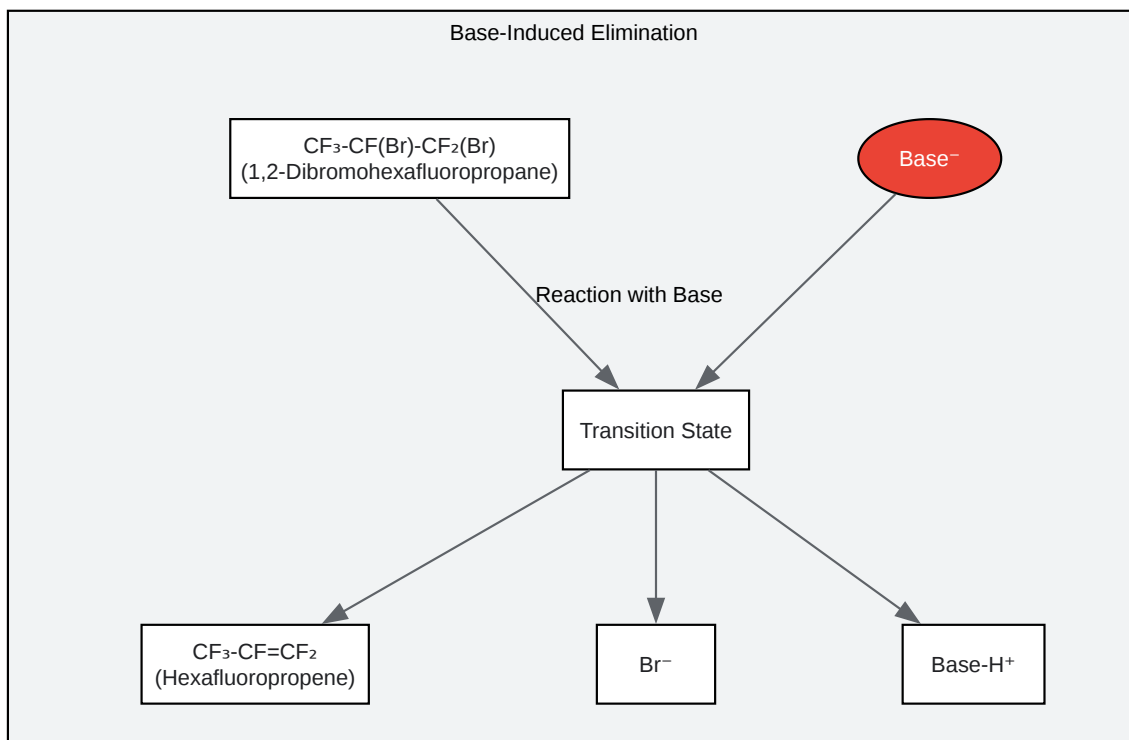 Base-Induced Elimination
CF₃-CF(Br)-CF₂(Br)
(1,2-Dibromohexafluoropropane)
Base⁻
Reaction with Base
Transition State
CF₃-CF=CF₂
(Hexafluoropropene)
Br⁻
Base-H⁺